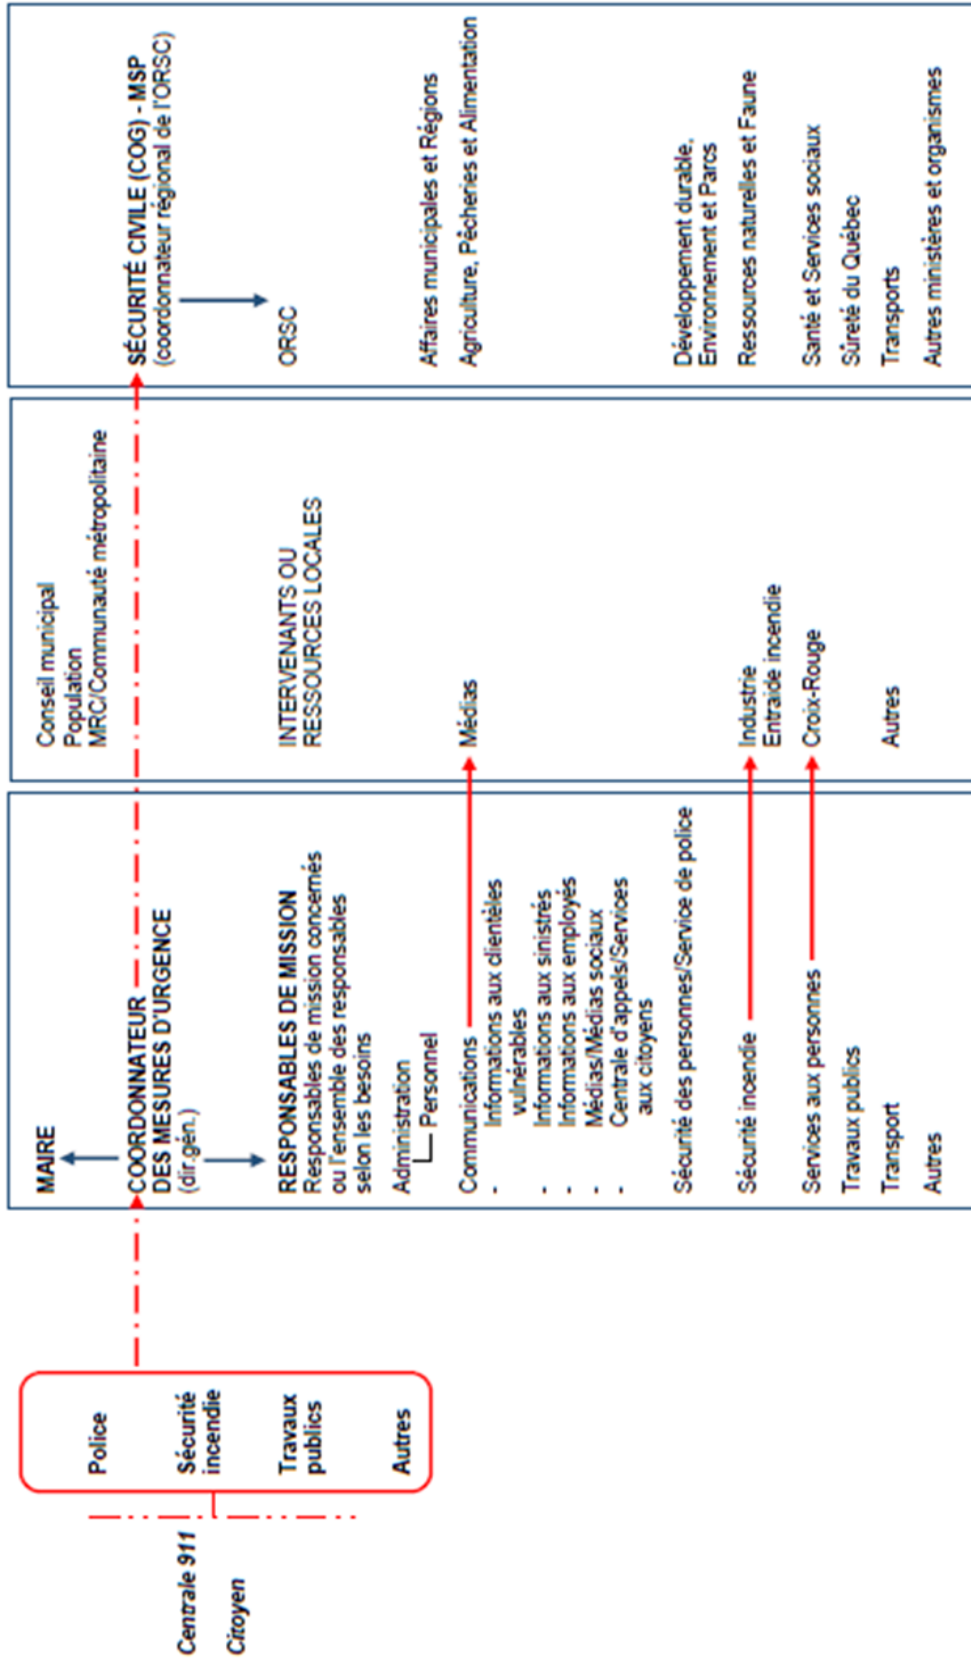 Centrale 911
Citoyen
Police
Sécurité
incendie
Travaux
publics
Autres
MAIRE
COORDONNATEUR
DES MESURES D'URGENCE
(dir.gén.)
RESPONSABLES DE MISSION
Responsables de mission concernés
ou l'ensemble des responsables
selon les besoins
Administration
Personnel
Communications
- Informations aux clientèles
vulnérables
- Informations aux sinistrés
- Informations aux employés
- Médias/Médias sociaux
- Centrale d'appels/Services
aux citoyens
Sécurité des personnes/Service de police
Sécurité incendie
Services aux personnes
Travaux publics
Transport
Autres
Conseil municipal
Population
MRC/Communauté métropolitaine
INTERVENANTS OU
RESSOURCES LOCALES
Médias
Industrie
Entraide incendie
Croix-Rouge
Autres
SÉCURITÉ CIVILE (COG) - MSP
(coordonnateur régional de l'ORSC)
ORSC
Affaires municipales et Régions
Agriculture, Pêcheries et Alimentation
Développement durable,
Environnement et Parcs
Ressources naturelles et Faune
Santé et Services sociaux
Sûreté du Québec
Transports
Autres ministères et organismes